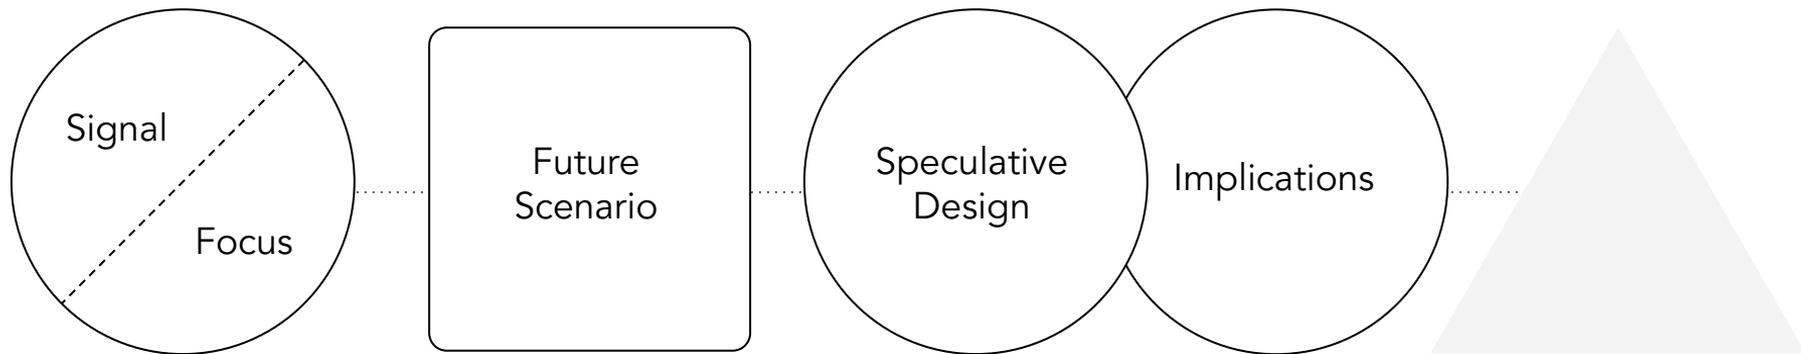 Signal
Focus
Future
Scenario
Speculative
Design
Implications